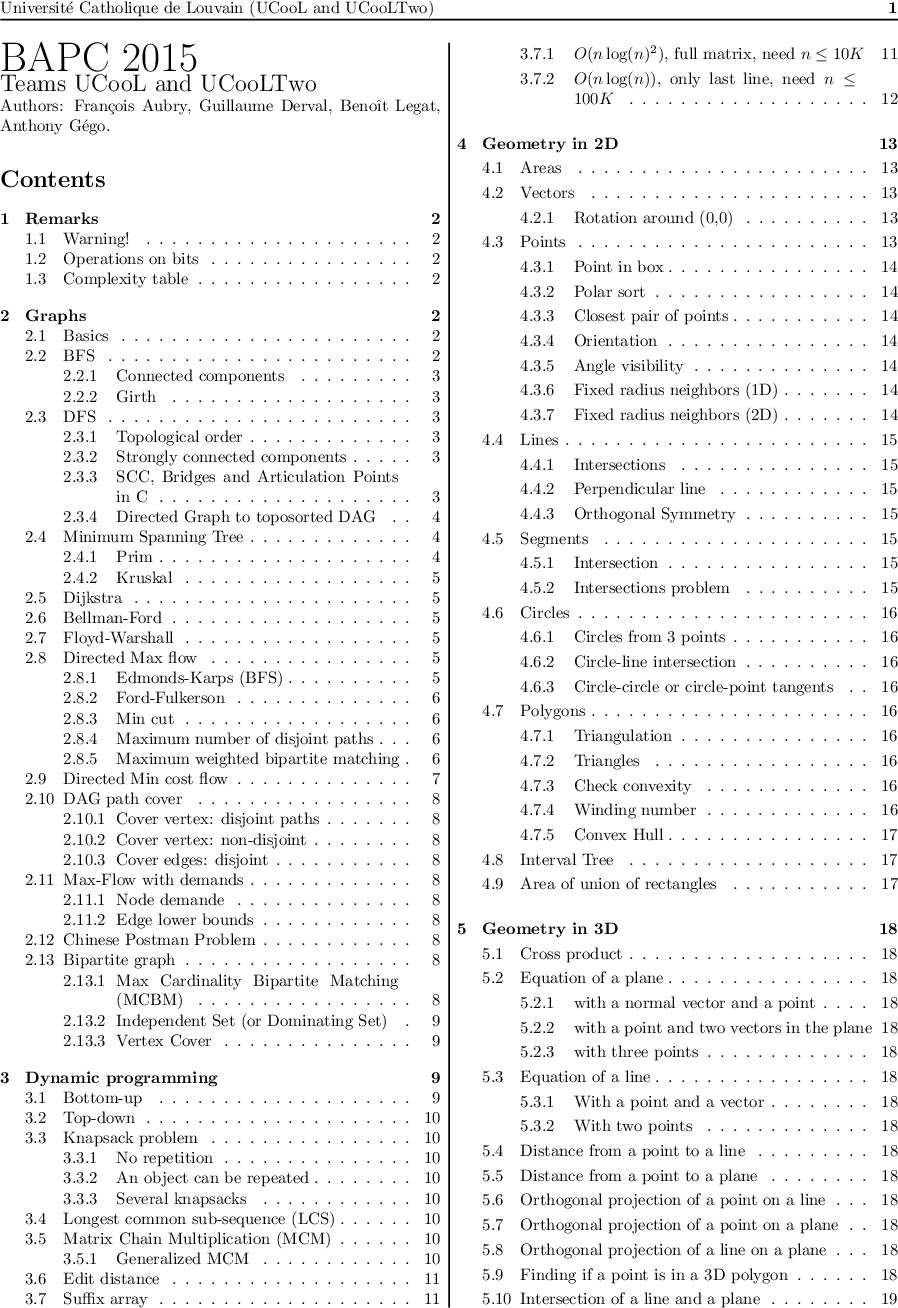 Université Catholique de Louvain (UCooL and UCooLTwo) 1
BAPC 2015
Teams UCooL and UCooLTwo
Authors: François Aubry, Guillaume Derval, Benoît Legat,
Anthony Gégo.
Contents
1 Remarks 2
1.1 Warning! . . . . . . . . . . . . . . . . . . . . . 2
1.2 Operations on bits . . . . . . . . . . . . . . . . 2
1.3 Complexity table . . . . . . . . . . . . . . . . . 2
2 Graphs 2
2.1 Basics . . . . . . . . . . . . . . . . . . . . . . . 2
2.2 BFS . . . . . . . . . . . . . . . . . . . . . . . . 2
2.2.1 Connected components . . . . . . . . . 3
2.2.2 Girth . . . . . . . . . . . . . . . . . . . 3
2.3 DFS . . . . . . . . . . . . . . . . . . . . . . . . 3
2.3.1 Topological order . . . . . . . . . . . . . 3
2.3.2 Strongly connected components . . . . . 3
2.3.3 SCC, Bridges and Articulation Points
in C . . . . . . . . . . . . . . . . . . . . 3
2.3.4 Directed Graph to toposorted DAG . . 4
2.4 Minimum Spanning Tree . . . . . . . . . . . . . 4
2.4.1 Prim . . . . . . . . . . . . . . . . . . . . 4
2.4.2 Kruskal . . . . . . . . . . . . . . . . . . 5
2.5 Dijkstra . . . . . . . . . . . . . . . . . . . . . . 5
2.6 Bellman-Ford . . . . . . . . . . . . . . . . . . . 5
2.7 Floyd-Warshall . . . . . . . . . . . . . . . . . . 5
2.8 Directed Max flow . . . . . . . . . . . . . . . . 5
2.8.1 Edmonds-Karps (BFS) . . . . . . . . . . 5
2.8.2 Ford-Fulkerson . . . . . . . . . . . . . . 6
2.8.3 Min cut . . . . . . . . . . . . . . . . . . 6
2.8.4 Maximum number of disjoint paths . . . 6
2.8.5 Maximum weighted bipartite matching . 6
2.9 Directed Min cost flow . . . . . . . . . . . . . . 7
2.10 DAG path cover . . . . . . . . . . . . . . . . . 8
2.10.1 Cover vertex: disjoint paths . . . . . . . 8
2.10.2 Cover vertex: non-disjoint . . . . . . . . 8
2.10.3 Cover edges: disjoint . . . . . . . . . . . 8
2.11 Max-Flow with demands . . . . . . . . . . . . . 8
2.11.1 Node demande . . . . . . . . . . . . . . 8
2.11.2 Edge lower bounds . . . . . . . . . . . . 8
2.12 Chinese Postman Problem . . . . . . . . . . . . 8
2.13 Bipartite graph . . . . . . . . . . . . . . . . . . 8
2.13.1 Max Cardinality Bipartite Matching
(MCBM) . . . . . . . . . . . . . . . . . 8
2.13.2 Independent Set (or Dominating Set) . 9
2.13.3 Vertex Cover . . . . . . . . . . . . . . . 9
3 Dynamic programming 9
3.1 Bottom-up . . . . . . . . . . . . . . . . . . . . 9
3.2 Top-down . . . . . . . . . . . . . . . . . . . . . 10
3.3 Knapsack problem . . . . . . . . . . . . . . . . 10
3.3.1 No repetition . . . . . . . . . . . . . . . 10
3.3.2 An object can be repeated . . . . . . . . 10
3.3.3 Several knapsacks . . . . . . . . . . . . 10
3.4 Longest common sub-sequence (LCS) . . . . . . 10
3.5 Matrix Chain Multiplication (MCM) . . . . . . 10
3.5.1 Generalized MCM . . . . . . . . . . . . 10
3.6 Edit distance . . . . . . . . . . . . . . . . . . . 11
3.7 Suffix array . . . . . . . . . . . . . . . . . . . . 11
3.7.1 O(n log(n)²), full matrix, need n ≤ 10K 11
3.7.2 O(n log(n)), only last line, need n ≤
100K . . . . . . . . . . . . . . . . . . . 12
4 Geometry in 2D 13
4.1 Areas . . . . . . . . . . . . . . . . . . . . . . . 13
4.2 Vectors . . . . . . . . . . . . . . . . . . . . . . 13
4.2.1 Rotation around (0,0) . . . . . . . . . . 13
4.3 Points . . . . . . . . . . . . . . . . . . . . . . . 13
4.3.1 Point in box . . . . . . . . . . . . . . . . 14
4.3.2 Polar sort . . . . . . . . . . . . . . . . . 14
4.3.3 Closest pair of points . . . . . . . . . . . 14
4.3.4 Orientation . . . . . . . . . . . . . . . . 14
4.3.5 Angle visibility . . . . . . . . . . . . . . 14
4.3.6 Fixed radius neighbors (1D) . . . . . . . 14
4.3.7 Fixed radius neighbors (2D) . . . . . . . 14
4.4 Lines . . . . . . . . . . . . . . . . . . . . . . . . 15
4.4.1 Intersections . . . . . . . . . . . . . . . 15
4.4.2 Perpendicular line . . . . . . . . . . . . 15
4.4.3 Orthogonal Symmetry . . . . . . . . . . 15
4.5 Segments . . . . . . . . . . . . . . . . . . . . . 15
4.5.1 Intersection . . . . . . . . . . . . . . . . 15
4.5.2 Intersections problem . . . . . . . . . . 15
4.6 Circles . . . . . . . . . . . . . . . . . . . . . . . 16
4.6.1 Circles from 3 points . . . . . . . . . . . 16
4.6.2 Circle-line intersection . . . . . . . . . . 16
4.6.3 Circle-circle or circle-point tangents . . 16
4.7 Polygons . . . . . . . . . . . . . . . . . . . . . . 16
4.7.1 Triangulation . . . . . . . . . . . . . . . 16
4.7.2 Triangles . . . . . . . . . . . . . . . . . 16
4.7.3 Check convexity . . . . . . . . . . . . . 16
4.7.4 Winding number . . . . . . . . . . . . . 16
4.7.5 Convex Hull . . . . . . . . . . . . . . . . 17
4.8 Interval Tree . . . . . . . . . . . . . . . . . . . 17
4.9 Area of union of rectangles . . . . . . . . . . . 17
5 Geometry in 3D 18
5.1 Cross product . . . . . . . . . . . . . . . . . . . 18
5.2 Equation of a plane . . . . . . . . . . . . . . . . 18
5.2.1 with a normal vector and a point . . . . 18
5.2.2 with a point and two vectors in the plane 18
5.2.3 with three points . . . . . . . . . . . . . 18
5.3 Equation of a line . . . . . . . . . . . . . . . . . 18
5.3.1 With a point and a vector . . . . . . . . 18
5.3.2 With two points . . . . . . . . . . . . . 18
5.4 Distance from a point to a line . . . . . . . . . 18
5.5 Distance from a point to a plane . . . . . . . . 18
5.6 Orthogonal projection of a point on a line . . . 18
5.7 Orthogonal projection of a point on a plane . . 18
5.8 Orthogonal projection of a line on a plane . . . 18
5.9 Finding if a point is in a 3D polygon . . . . . . 18
5.10 Intersection of a line and a plane . . . . . . . . 19